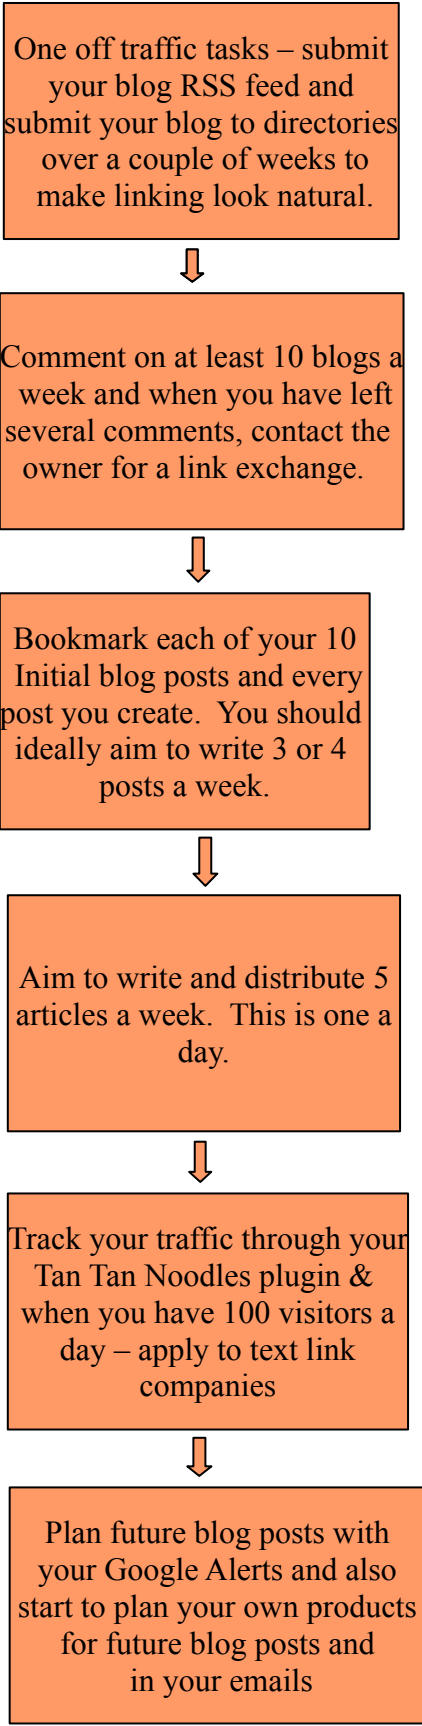 One off traffic tasks – submit
your blog RSS feed and
submit your blog to directories
over a couple of weeks to
make linking look natural.
Comment on at least 10 blogs a
week and when you have left
several comments, contact the
owner for a link exchange.
Bookmark each of your 10
Initial blog posts and every
post you create.  You should
ideally aim to write 3 or 4
posts a week.
Aim to write and distribute 5
articles a week.  This is one a
day.
Track your traffic through your
Tan Tan Noodles plugin &
when you have 100 visitors a
day – apply to text link
companies
Plan future blog posts with
your Google Alerts and also
start to plan your own products
for future blog posts and
in your emails